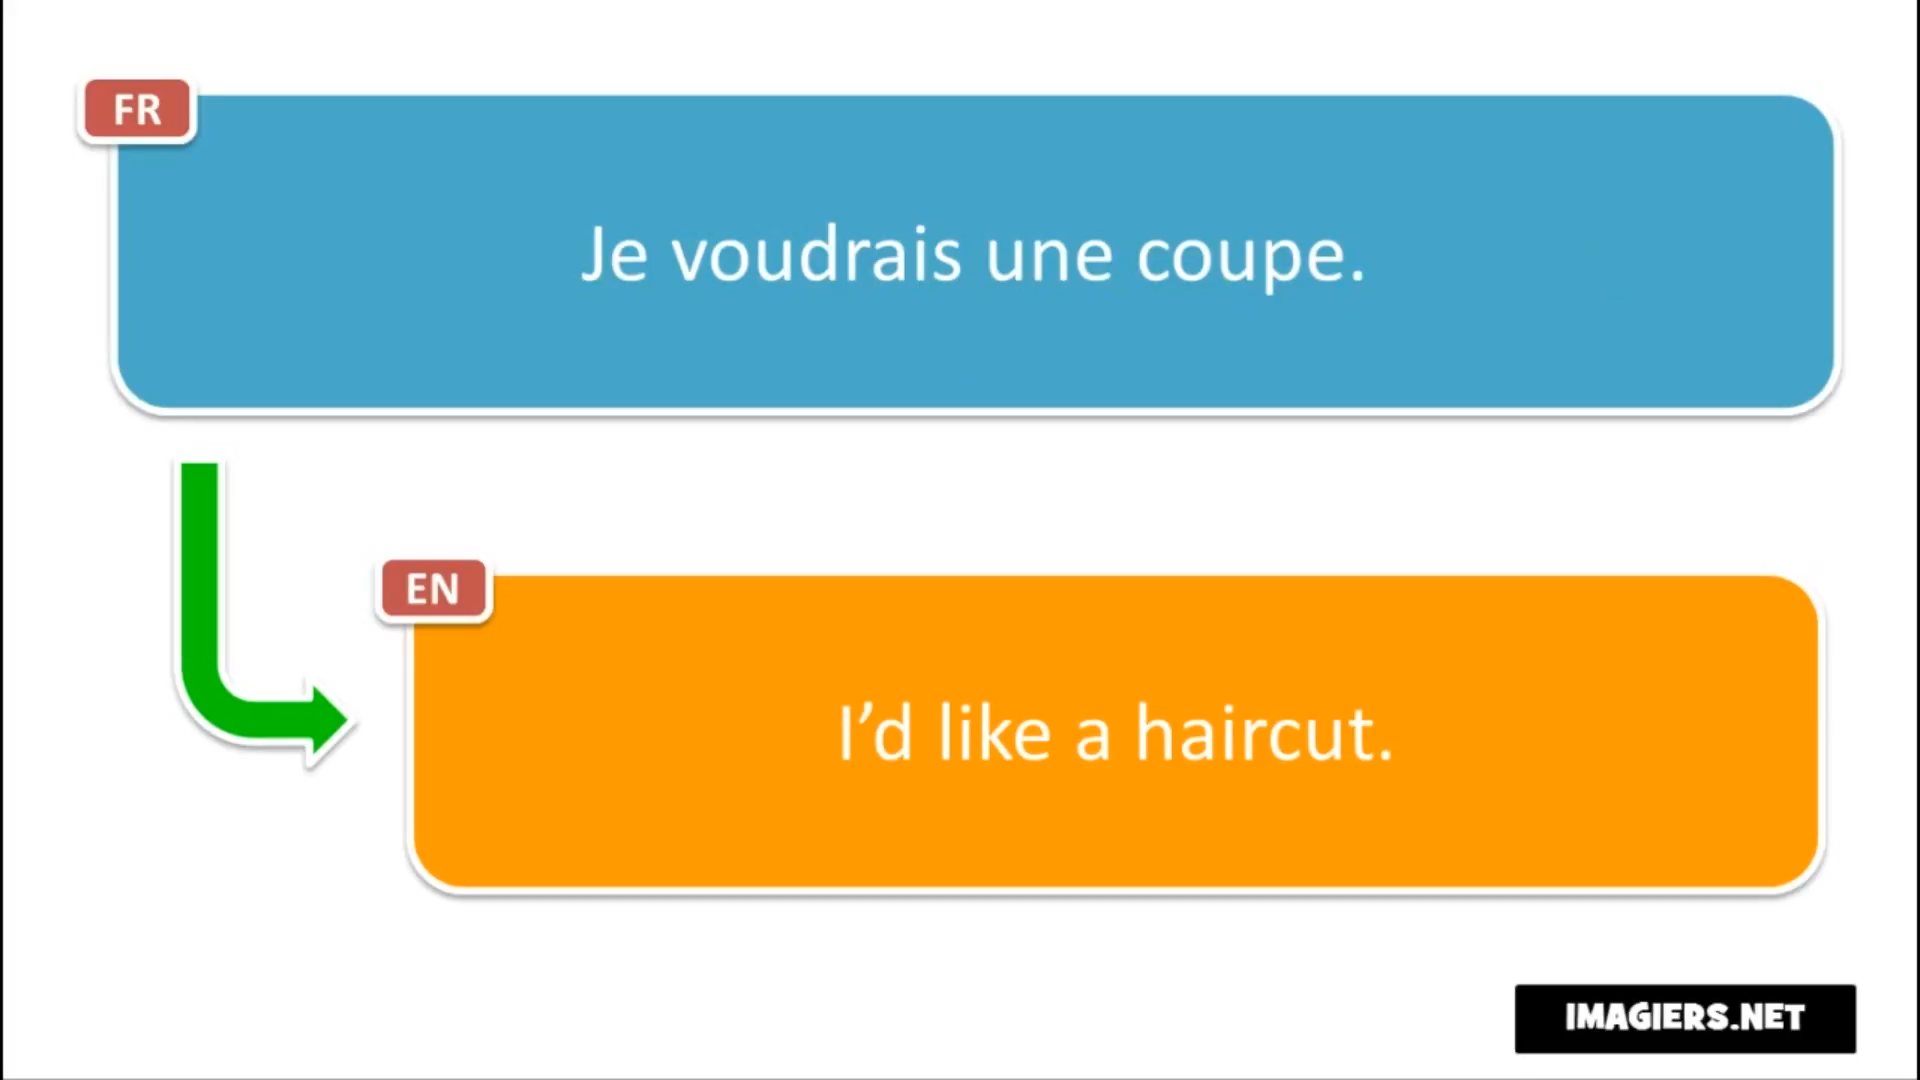 FR
Je voudrais une coupe.
EN
I’d like a haircut.
IMAGIERS.NET